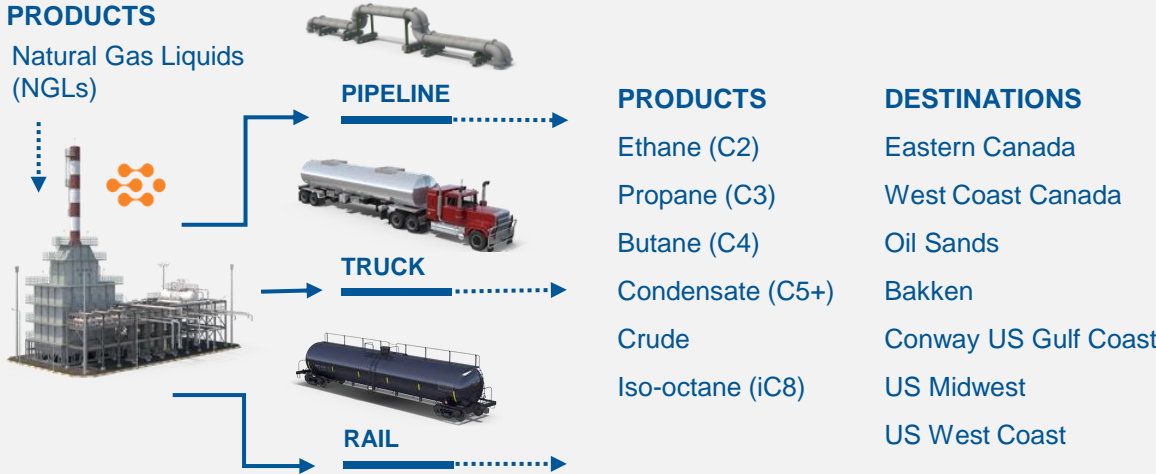 PRODUCTS
Natural Gas Liquids
(NGLs)
PIPELINE
TRUCK
RAIL
PRODUCTS
Ethane (C2)
Propane (C3)
Butane (C4)
Condensate (C5+)
Crude
Iso-octane (iC8)
DESTINATIONS
Eastern Canada
West Coast Canada
Oil Sands
Bakken
Conway US Gulf Coast
US Midwest
US West Coast